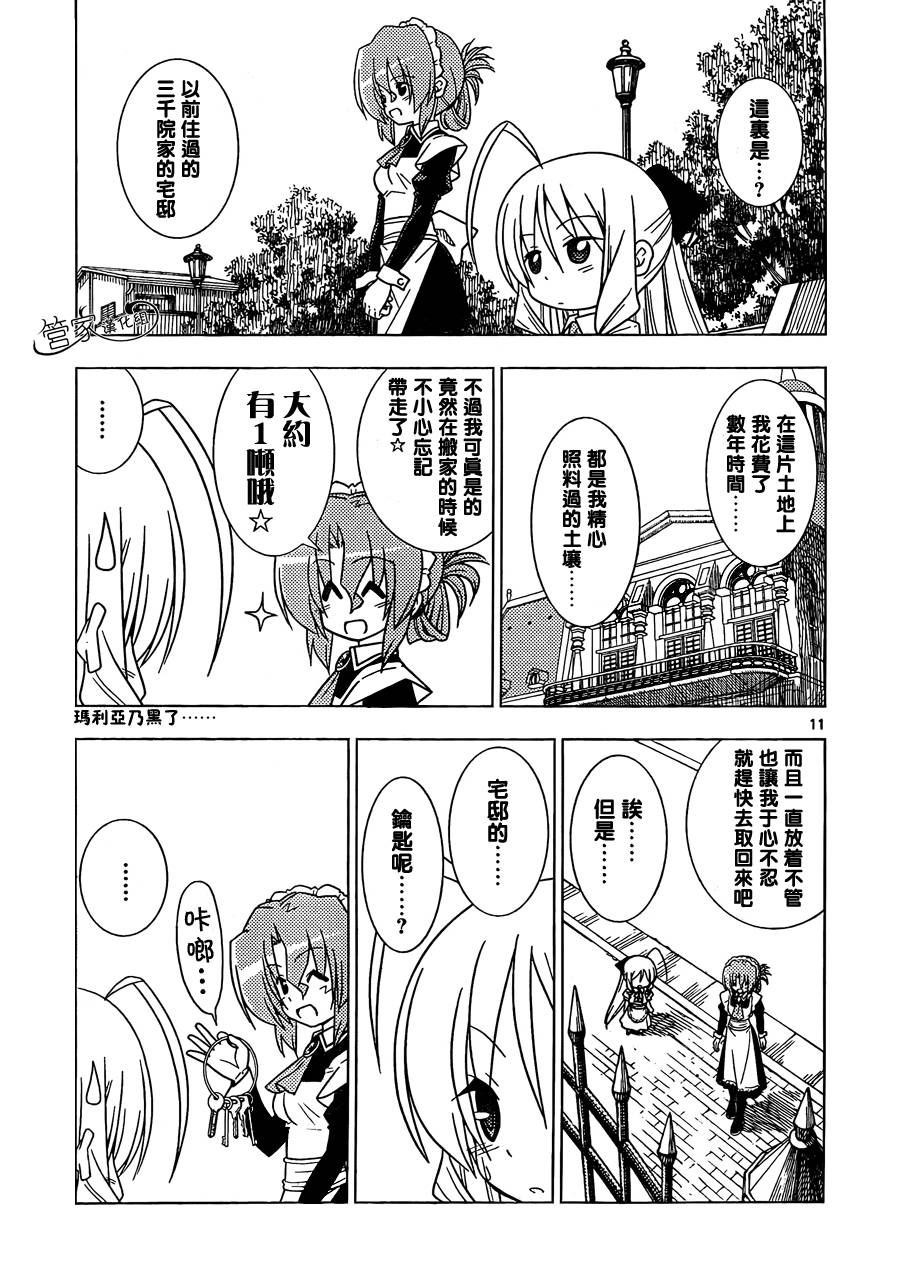 這裏是…?
以前住過的
三千院家的宅邸
管家
在這片土地上
我花費了
數年時間……
都是我精心
照料過的土壤……
不過我可真是的
竟然在搬家的時候
不小心忘記
帶走了☆
大約
有1噸哦☆
……
瑪利亞乃黑了……
11
而且一直放着不管
也讓我于心不忍
就趕快去取回來吧
誒……
但是……
宅邸的……
鑰匙呢……?
咔
啷…
…